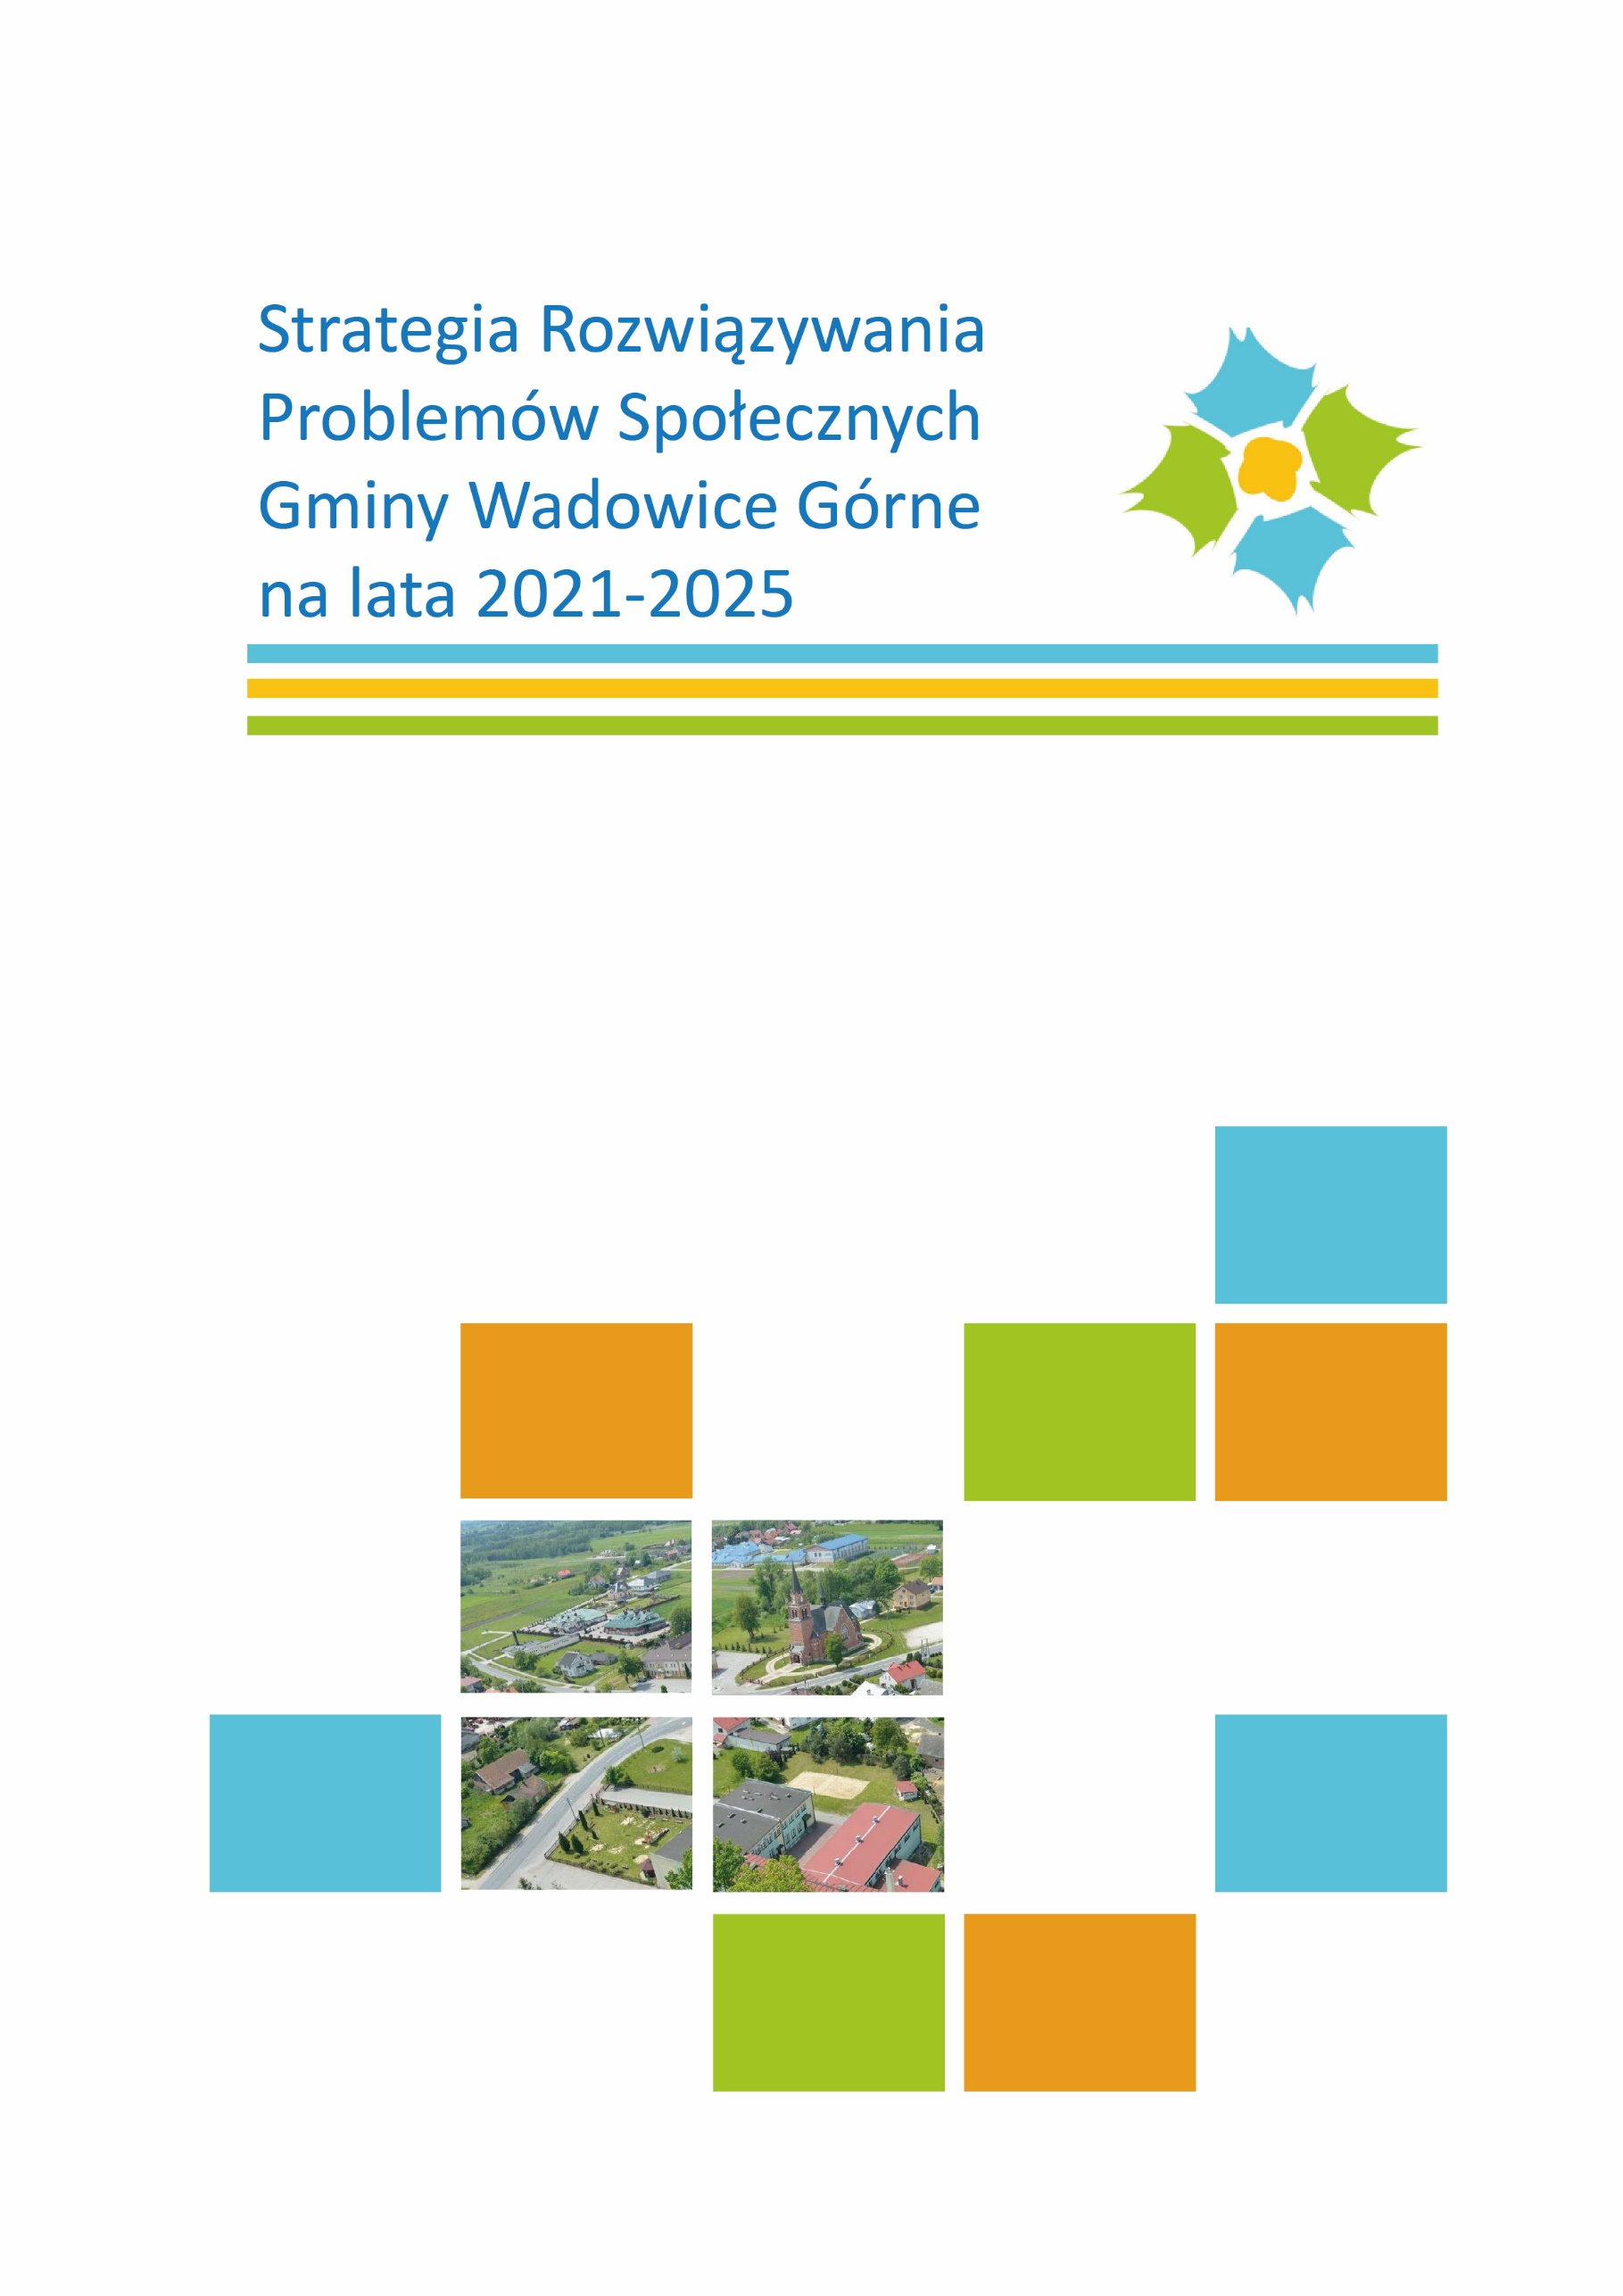 Strategia Rozwiązywania
Problemów Społecznych
Gminy Wadowice Górne
na lata 2021-2025